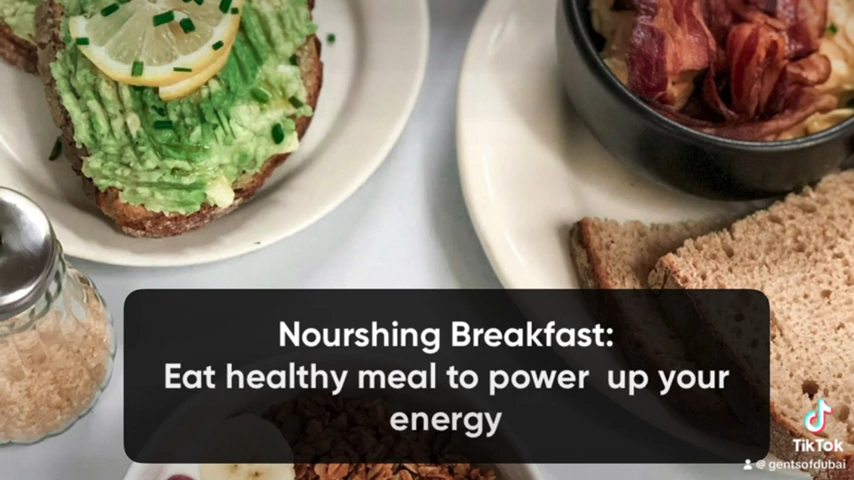 Nourshing Breakfast:
Eat healthy meal to power up your
energy
TikTok
@ gentsofdubai